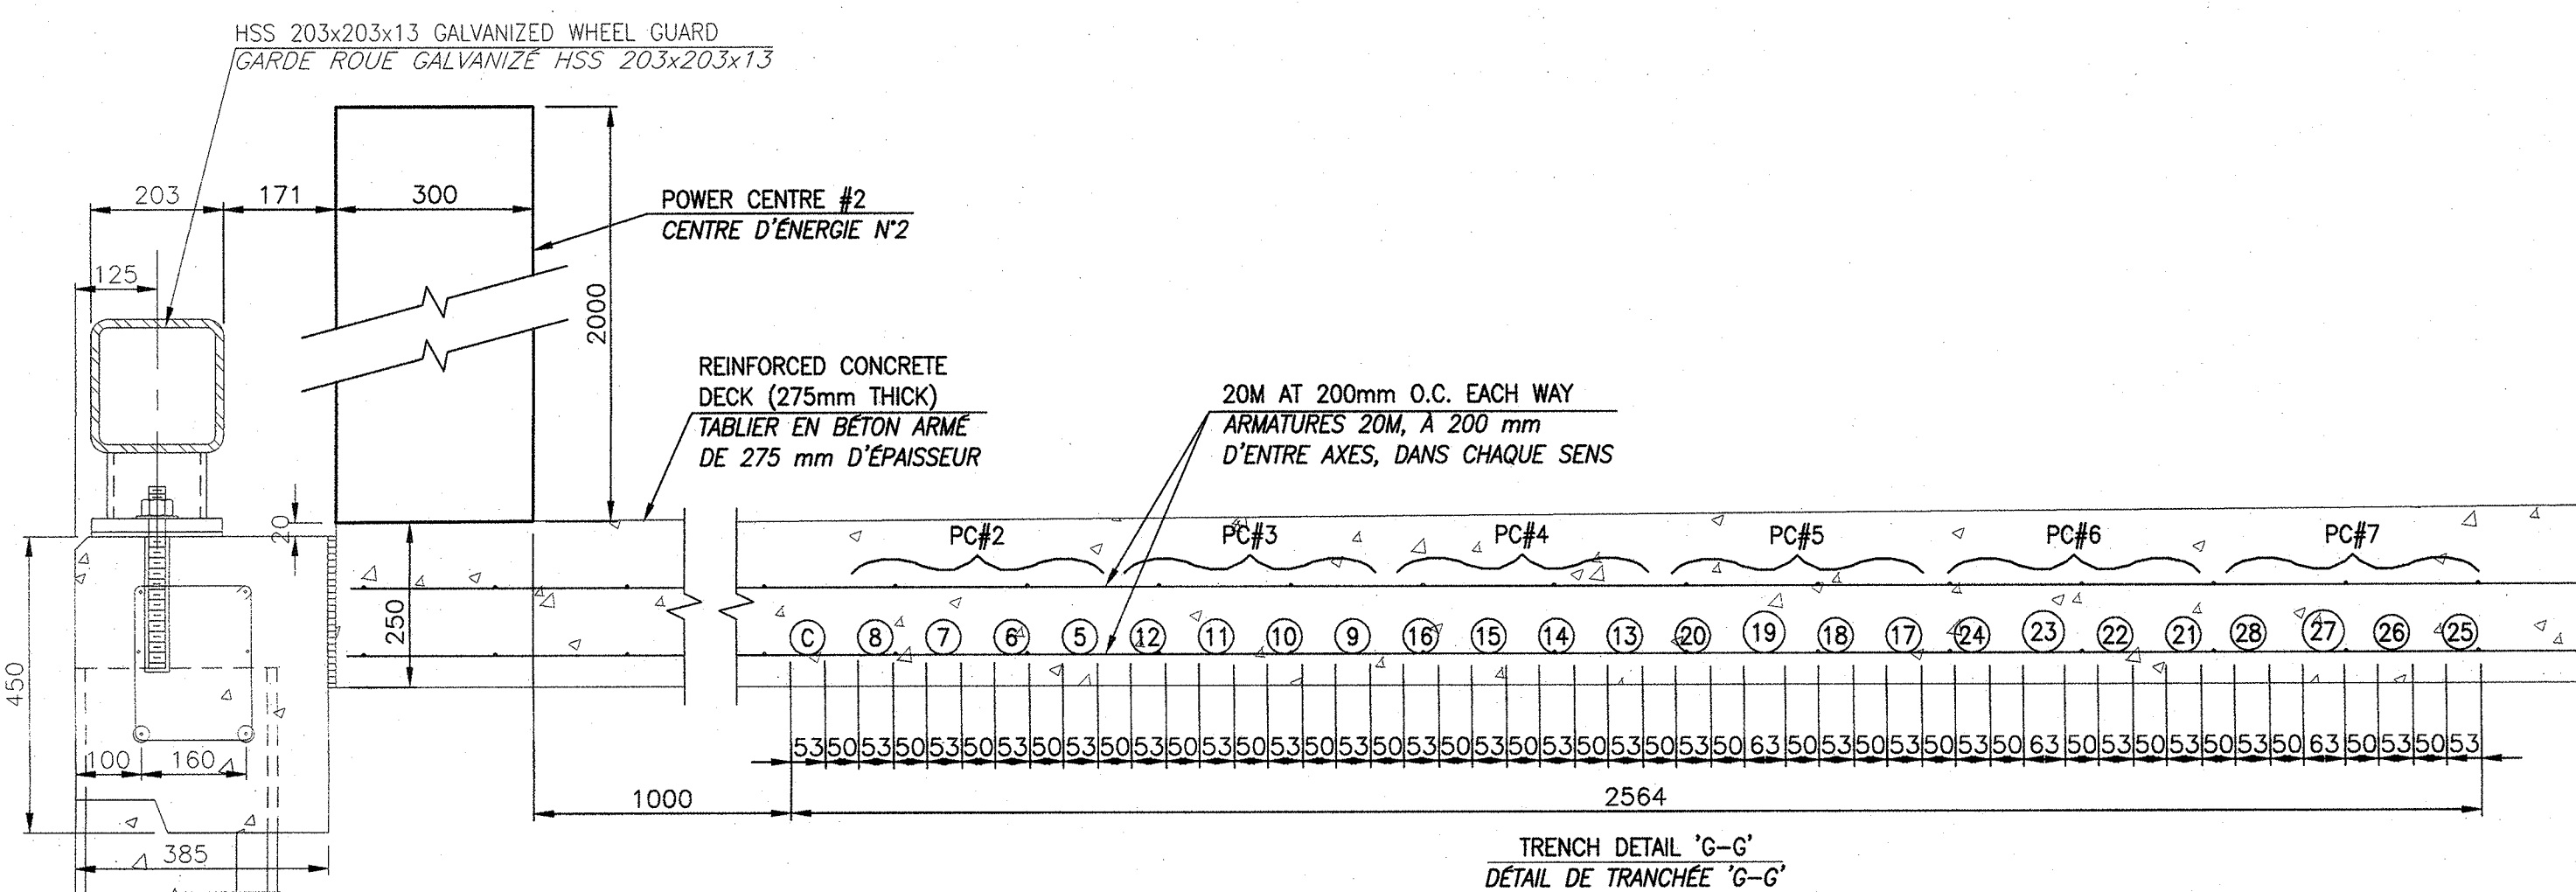 HSS 203x203x13 GALVANIZED WHEEL GUARD
GARDE ROUE GALVANIZÉ HSS 203x203x13
203
171
300
POWER CENTRE #2
CENTRE D'ÉNERGIE N°2
125
2000
REINFORCED CONCRETE
DECK (275mm THICK)
TABLIER EN BÉTON ARMÉ
DE 275 mm D'ÉPAISSEUR
20M AT 200mm O.C. EACH WAY
ARMATURES 20M, À 200 mm
D'ENTRE AXES, DANS CHAQUE SENS
20
PC#2 PC#3 PC#4 PC#5 PC#6 PC#7
250
450
C 8 7 6 5 12 11 10 9 16 15 14 13 20 19 18 17 24 23 22 21 28 27 26 25
53 50 53 50 53 50 53 50 53 50 53 50 53 50 53 50 53 50 53 50 53 50 53 50 53 50 53 50 63 50 53 50 53 50 53 50 63 50 53 50 53 50 53 50 63 50 53 50 53
100
160
1000
2564
385
TRENCH DETAIL 'G-G'
DÉTAIL DE TRANCHÉE 'G-G'